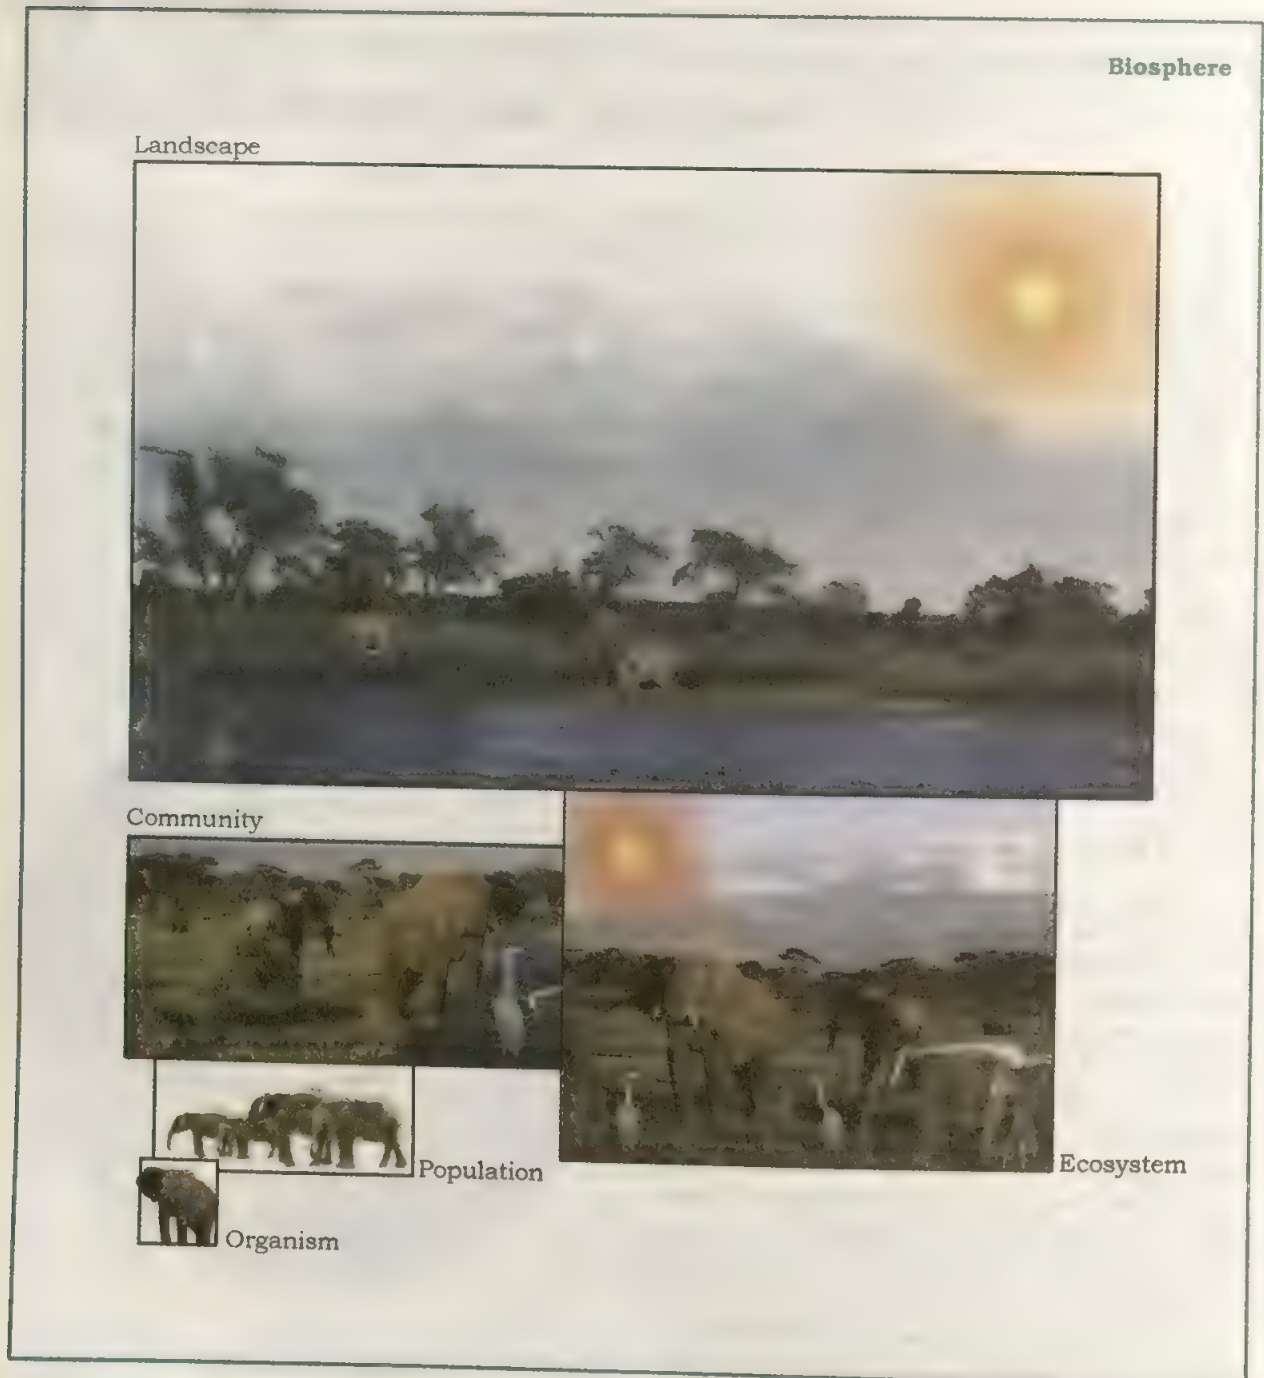 Biosphere
Landscape
Community
Population
Ecosystem
Organism